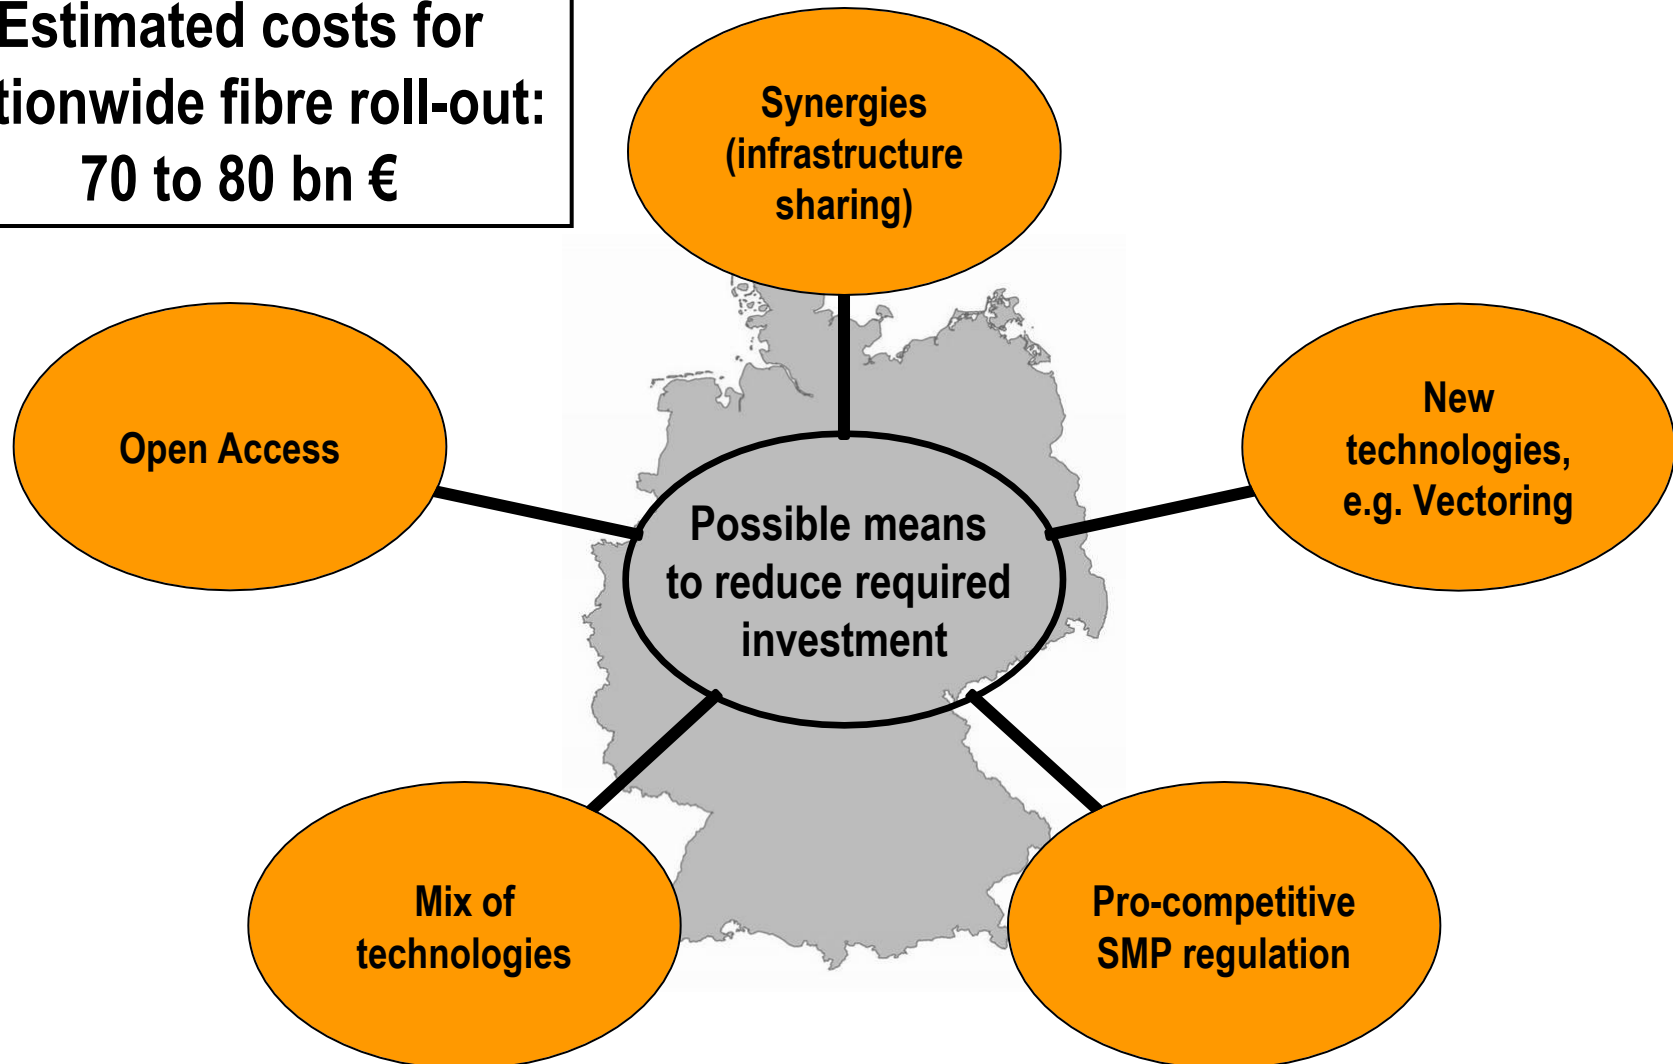 Estimated costs for
tionwide fibre roll-out:
70 to 80 bn €
Synergies
(infrastructure
sharing)
Open Access
New
technologies,
e.g. Vectoring
Possible means
to reduce required
investment
Mix of
technologies
Pro-competitive
SMP regulation